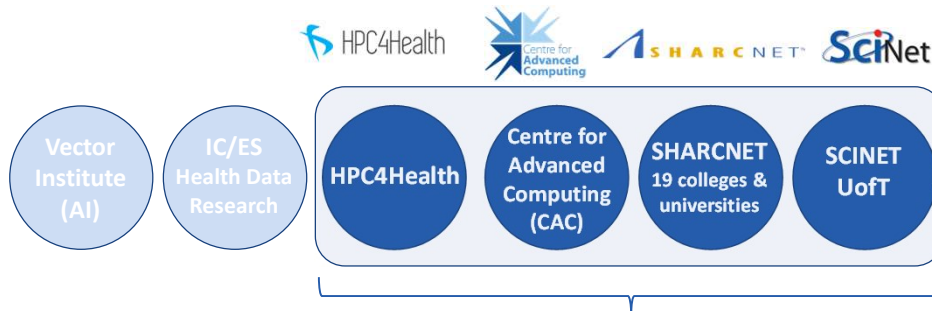 HPC4Health
Centre for
Advanced
Computing
SHARCNET
SciNet
Vector
Institute
(AI)
IC/ES
Health Data
Research
HPC4Health
Centre for
Advanced
Computing
(CAC)
SHARCNET
19 colleges &
universities
SCINET
UofT